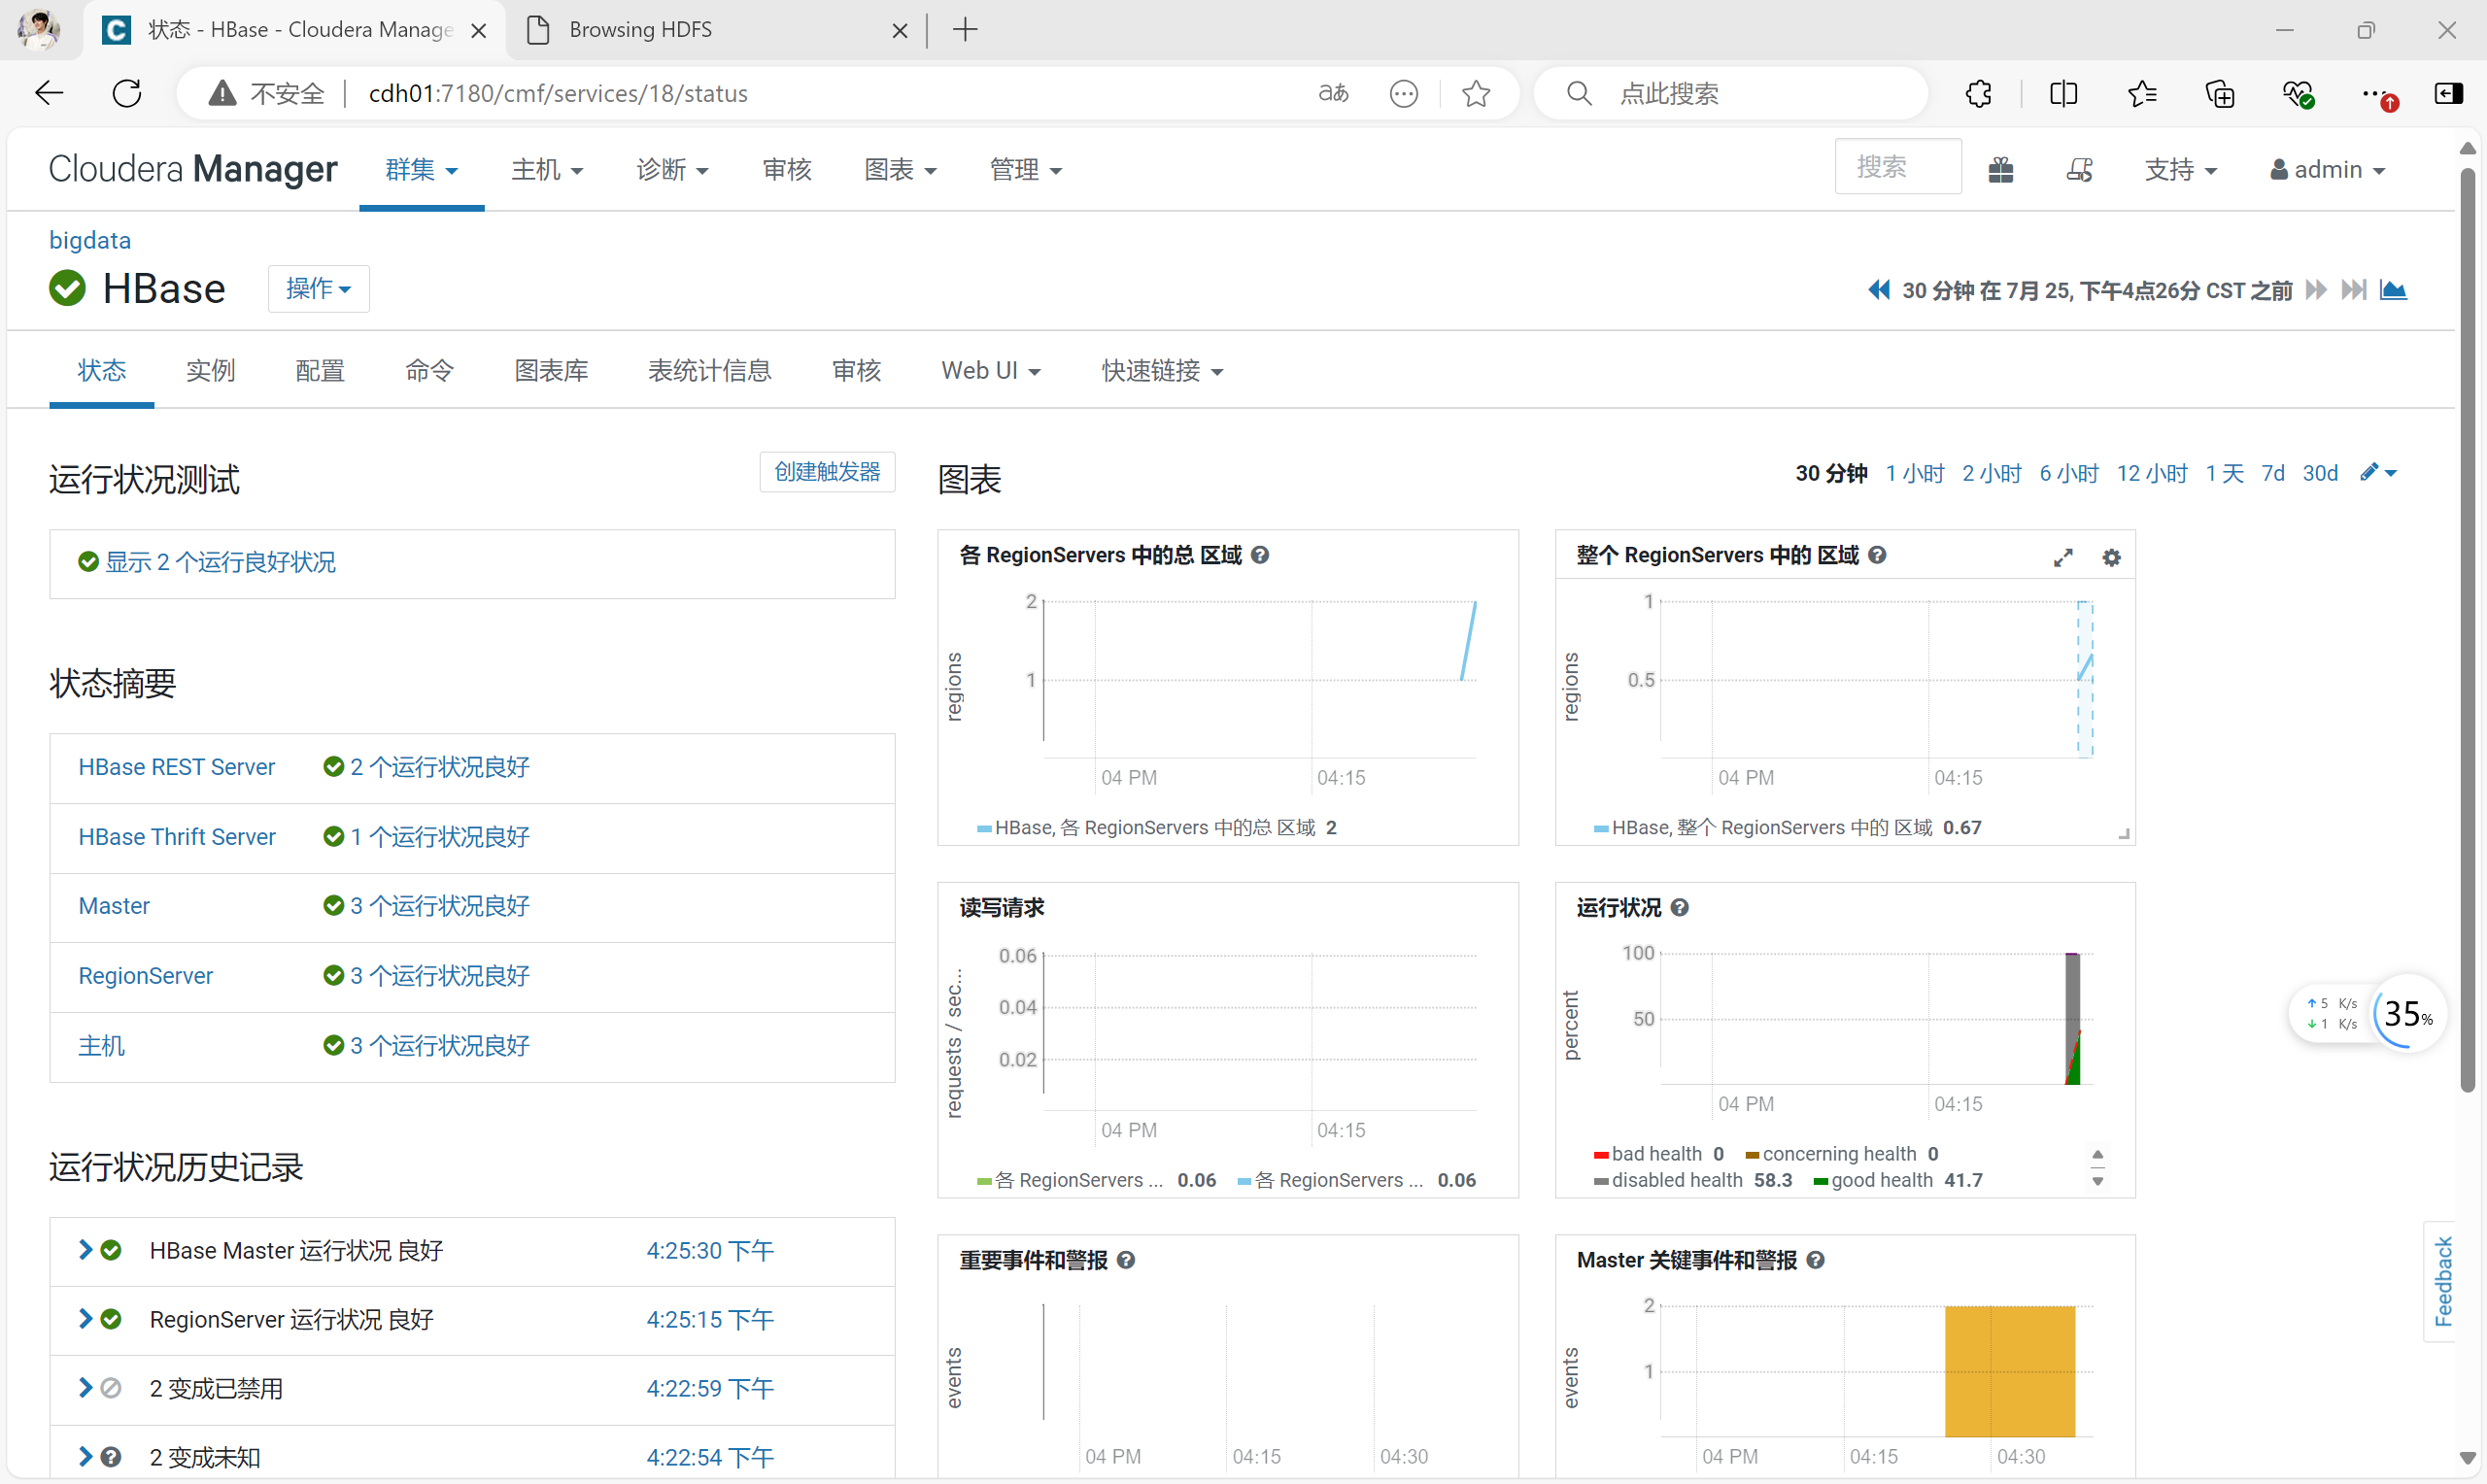 状态 - HBase - Cloudera Manage
Browsing HDFS
不安全
cdh01:7180/cmf/services/18/status
aあ
点此搜索
Cloudera Manager
群集
主机
诊断
审核
图表
管理
搜索
支持
admin
bigdata
HBase
操作
30 分钟 在 7月 25, 下午4点26分 CST 之前
状态
实例
配置
命令
图表库
表统计信息
审核
Web UI
快速链接
运行状况测试
创建触发器
显示 2 个运行良好状况
状态摘要
HBase REST Server 2 个运行状况良好
HBase Thrift Server 1 个运行状况良好
Master 3 个运行状况良好
RegionServer 3 个运行状况良好
主机 3 个运行状况良好
运行状况历史记录
HBase Master 运行状况 良好 4:25:30 下午
RegionServer 运行状况 良好 4:25:15 下午
2 变成已禁用 4:22:59 下午
2 变成未知 4:22:54 下午
图表
30 分钟 1 小时 2 小时 6 小时 12 小时 1 天 7d 30d
各 RegionServers 中的总 区域
regions
2
1
04 PM 04:15
HBase, 各 RegionServers 中的总 区域 2
整个 RegionServers 中的 区域
regions
1
0.5
04 PM 04:15
HBase, 整个 RegionServers 中的 区域 0.67
读写请求
requests / sec...
0.06
0.04
0.02
04 PM 04:15
各 RegionServers ... 0.06 各 RegionServers ... 0.06
运行状况
percent
100
50
04 PM 04:15
bad health 0 concerning health 0
disabled health 58.3 good health 41.7
重要事件和警报
events
04 PM 04:15 04:30
Master 关键事件和警报
events
2
1
04 PM 04:15 04:30
5 K/s
1 K/s
35%
Feedback